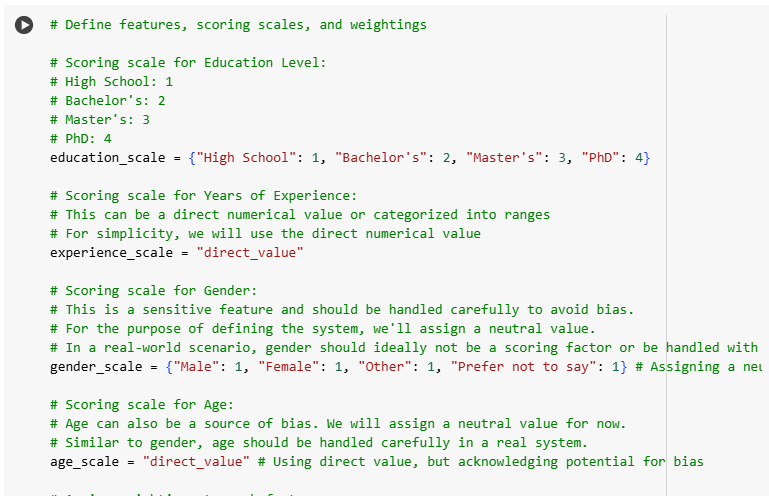 # Define features, scoring scales, and weightings
# Scoring scale for Education Level:
# High School: 1
# Bachelor's: 2
# Master's: 3
# PhD: 4
education_scale = {"High School": 1, "Bachelor's": 2, "Master's": 3, "PhD": 4}
# Scoring scale for Years of Experience:
# This can be a direct numerical value or categorized into ranges
# For simplicity, we will use the direct numerical value
experience_scale = "direct_value"
# Scoring scale for Gender:
# This is a sensitive feature and should be handled carefully to avoid bias.
# For the purpose of defining the system, we'll assign a neutral value.
# In a real-world scenario, gender should ideally not be a scoring factor or be handled with
gender_scale = {"Male": 1, "Female": 1, "Other": 1, "Prefer not to say": 1} # Assigning a
# Scoring scale for Age:
# Age can also be a source of bias. We will assign a neutral value for now.
# Similar to gender, age should be handled carefully in a real system.
age_scale = "direct_value" # Using direct value, but acknowledging potential for bias